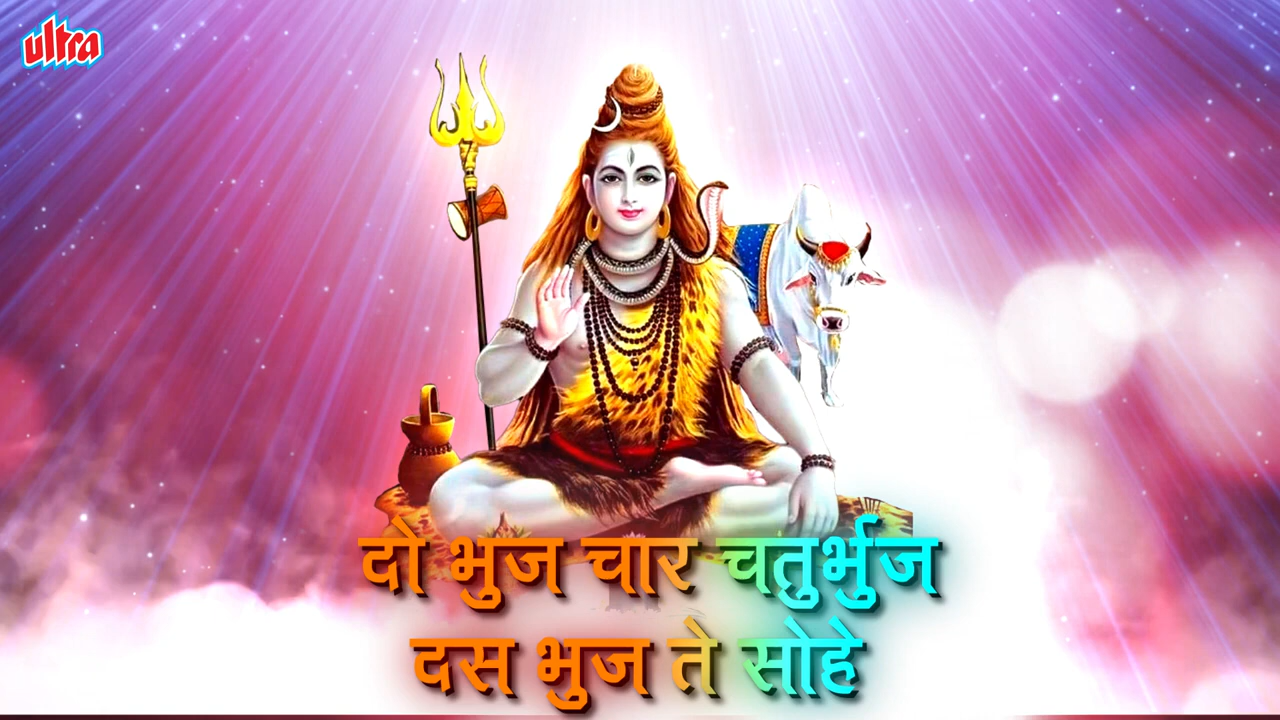 ultra
दो भुज चार चतुर्भुज
दस भुज ते सोहे